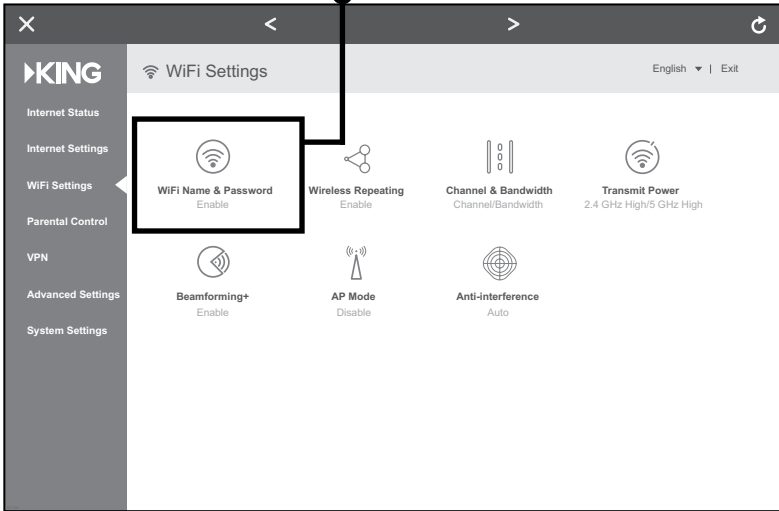 KING
WiFi Settings
English | Exit
Internet Status
Internet Settings
WiFi Settings
Parental Control
VPN
Advanced Settings
System Settings
WiFi Name & Password
Enable
Wireless Repeating
Enable
Channel & Bandwidth
Channel/Bandwidth
Transmit Power
2.4 GHz High/5 GHz High
Beamforming+
Enable
AP Mode
Disable
Anti-interference
Auto